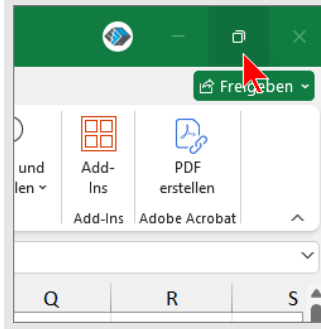 Freigeben
und
len
Add-
Ins
PDF
erstellen
Add-Ins
Adobe Acrobat
Q R S